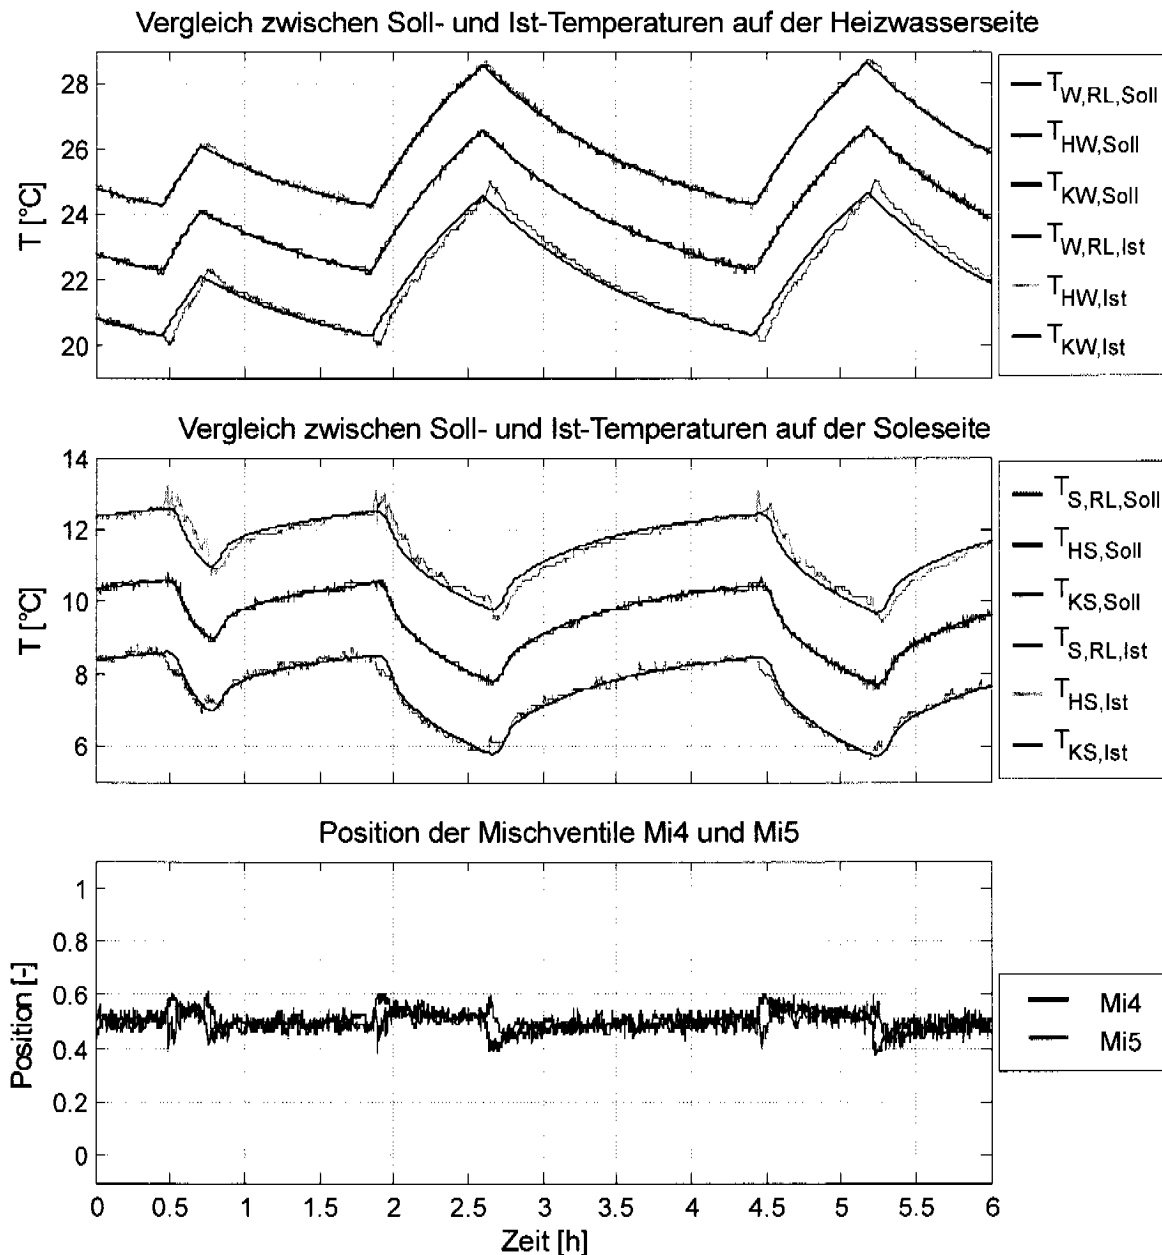 Vergleich zwischen Soll- und Ist-Temperaturen auf der Heizwasserseite
T [°C]
28
26
24
22
20
T_W,RL,Soll
T_HW,Soll
T_KW,Soll
T_W,RL,Ist
T_HW,Ist
T_KW,Ist
Vergleich zwischen Soll- und Ist-Temperaturen auf der Soleseite
T [°C]
14
12
10
8
6
T_S,RL,Soll
T_HS,Soll
T_KS,Soll
T_S,RL,Ist
T_HS,Ist
T_KS,Ist
Position der Mischventile Mi4 und Mi5
Position [-]
1
0.8
0.6
0.4
0.2
0
Mi4
Mi5
0 0.5 1 1.5 2 2.5 3 3.5 4 4.5 5 5.5 6
Zeit [h]